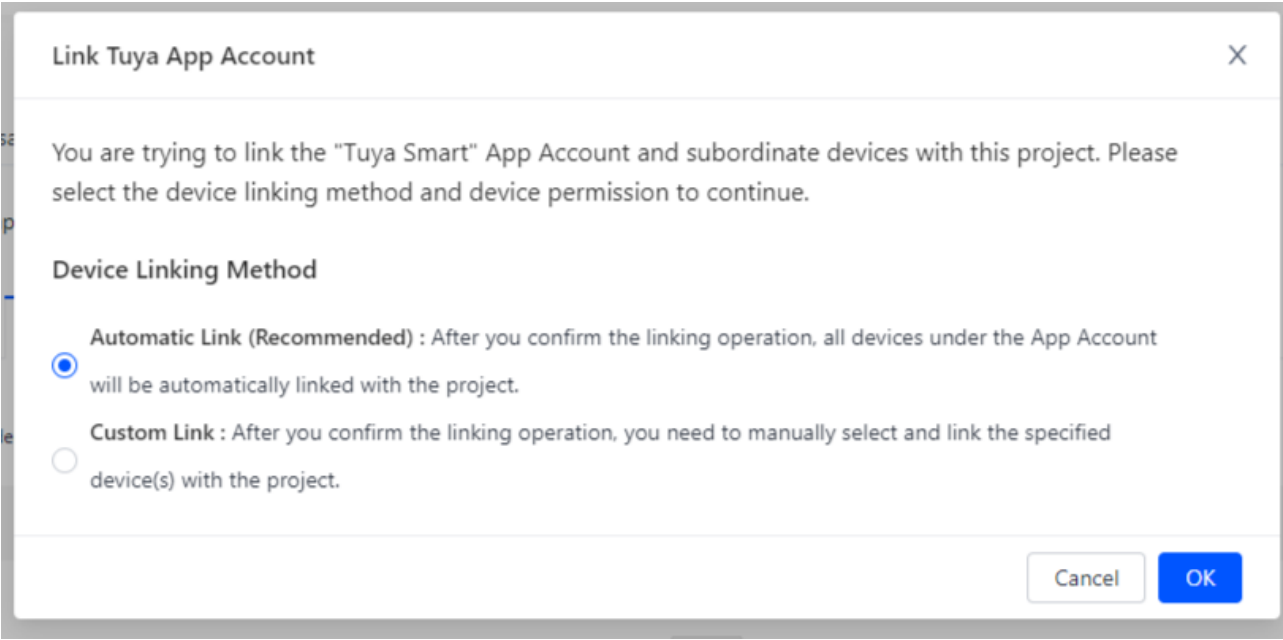 Link Tuya App Account
You are trying to link the "Tuya Smart" App Account and subordinate devices with this project. Please
select the device linking method and device permission to continue.
Device Linking Method
Automatic Link (Recommended) : After you confirm the linking operation, all devices under the App Account
will be automatically linked with the project.
Custom Link : After you confirm the linking operation, you need to manually select and link the specified
device(s) with the project.
Cancel
OK